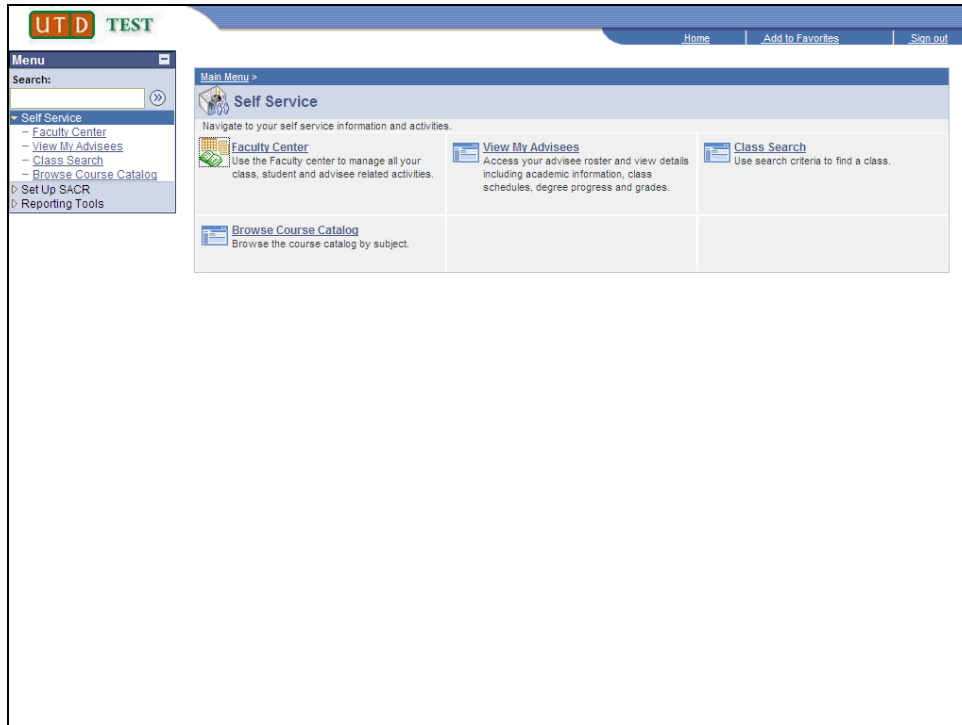 UTD TEST
Home Add to Favorites Sign out
Menu
Search:
Self Service
Faculty Center
View My Advisees
Class Search
Browse Course Catalog
Set Up SACR
Reporting Tools
Main Menu >
Self Service
Navigate to your self service information and activities.
Faculty Center
Use the Faculty center to manage all your
class, student and advisee related activities.
View My Advisees
Access your advisee roster and view details
including academic information, class
schedules, degree progress and grades.
Class Search
Use search criteria to find a class.
Browse Course Catalog
Browse the course catalog by subject.